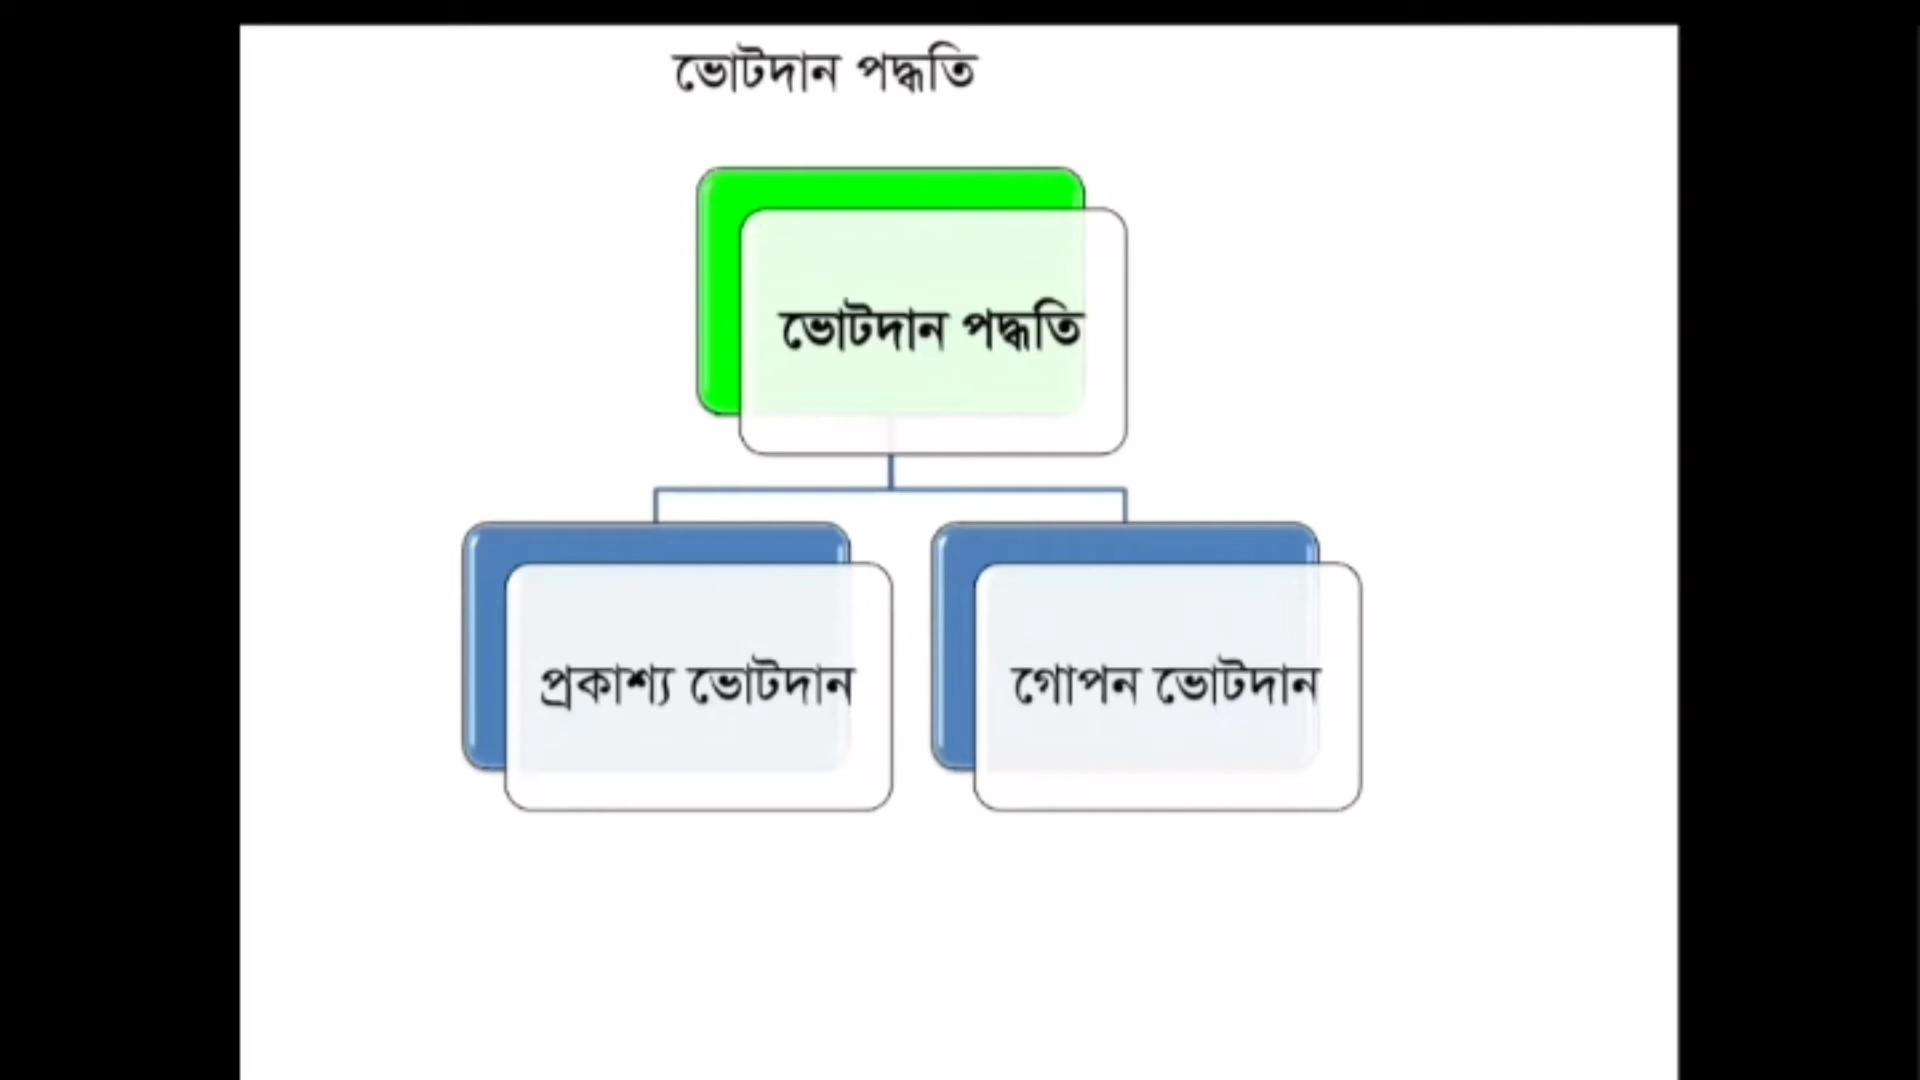 ভোটদান পদ্ধতি
ভোটদান পদ্ধতি
প্রকাশ্য ভোটদান
গোপন ভোটদান